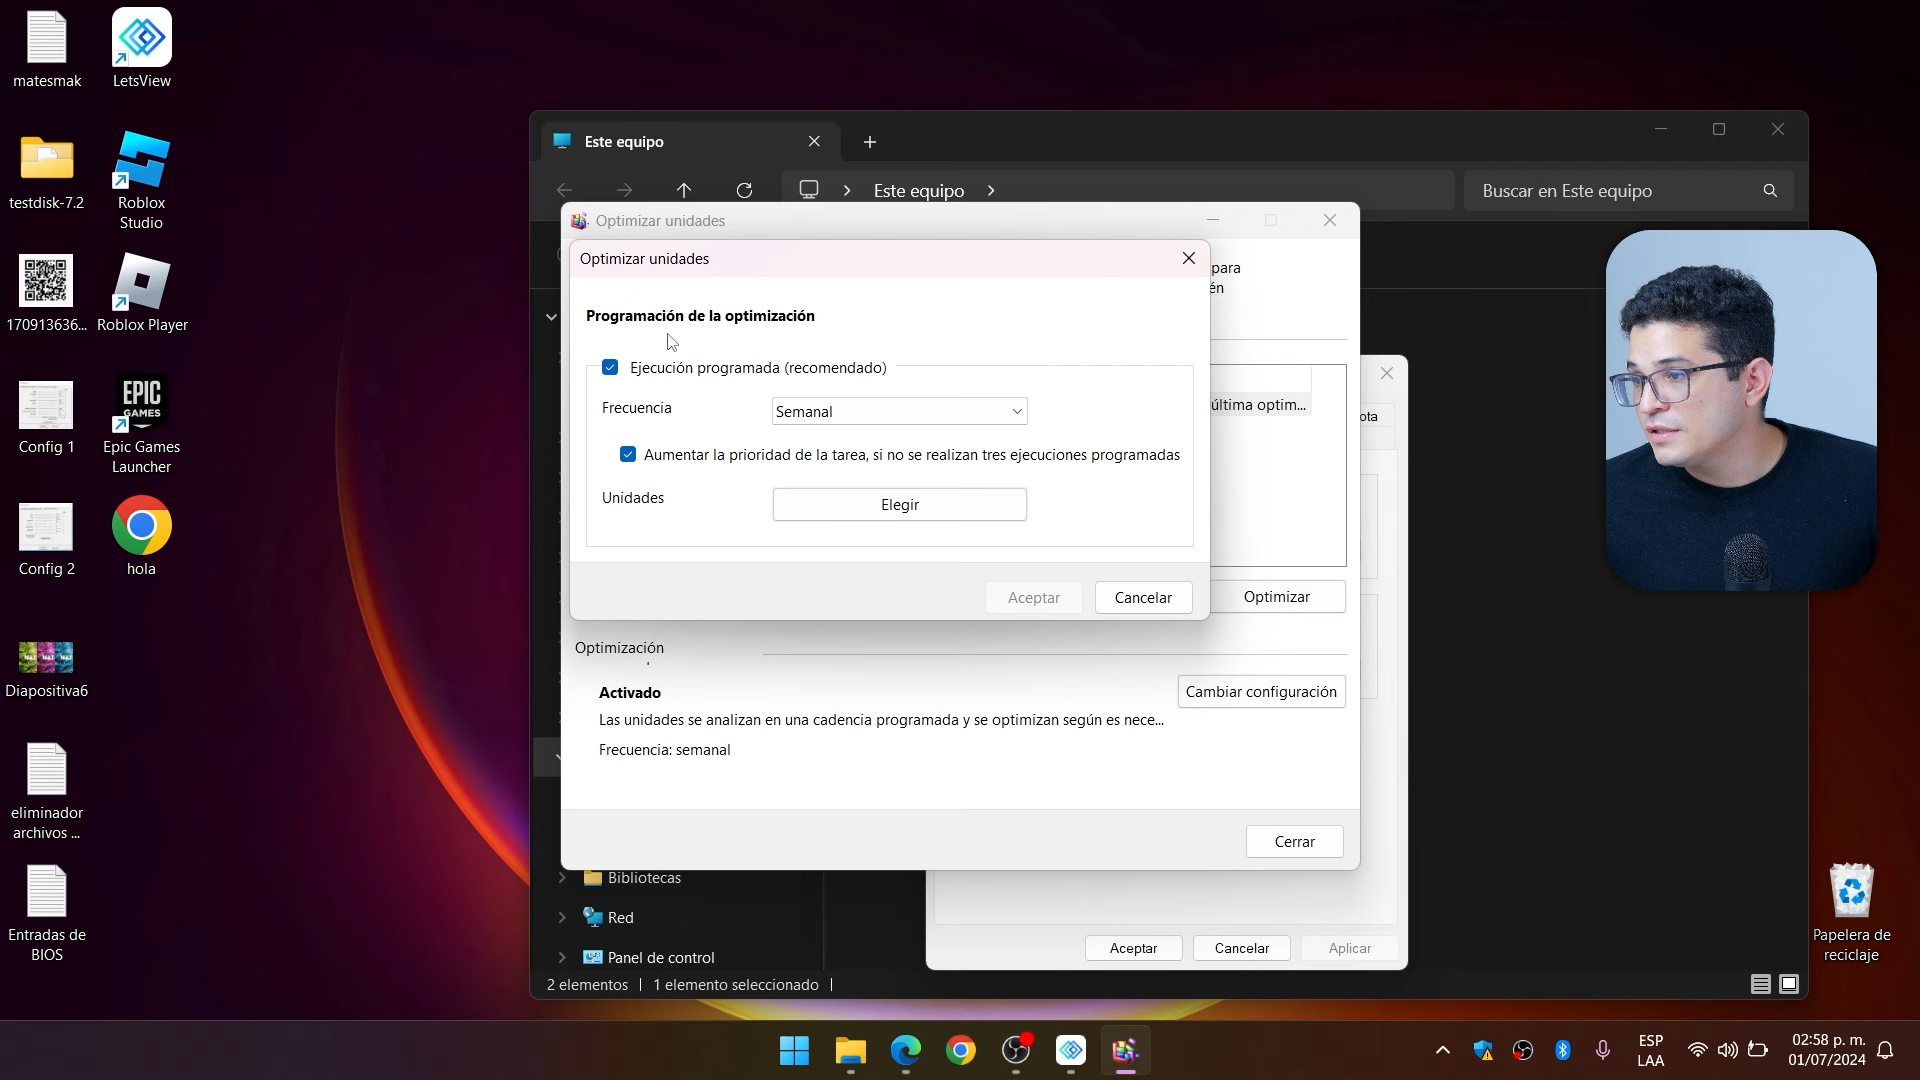 matesmak
LetsView
testdisk-7.2
Roblox
Studio
170913636...
Roblox Player
Config 1
EPIC
GAMES
Epic Games
Launcher
Config 2
hola
Diapositiva6
eliminador
archivos ...
Entradas de
BIOS
Este equipo
Este equipo
Buscar en Este equipo
Optimizar unidades
Optimizar unidades
para
én
Programación de la optimización
Ejecución programada (recomendado)
Frecuencia
Semanal
última optim...
ota
Aumentar la prioridad de la tarea, si no se realizan tres ejecuciones programadas
Unidades
Elegir
Aceptar
Cancelar
Optimizar
Optimización
Activado
Cambiar configuración
Las unidades se analizan en una cadencia programada y se optimizan según es nece...
Frecuencia: semanal
Cerrar
Bibliotecas
Red
Panel de control
Aceptar
Cancelar
Aplicar
2 elementos
1 elemento seleccionado
Papelera de
reciclaje
ESP
LAA
02:58 p. m.
01/07/2024